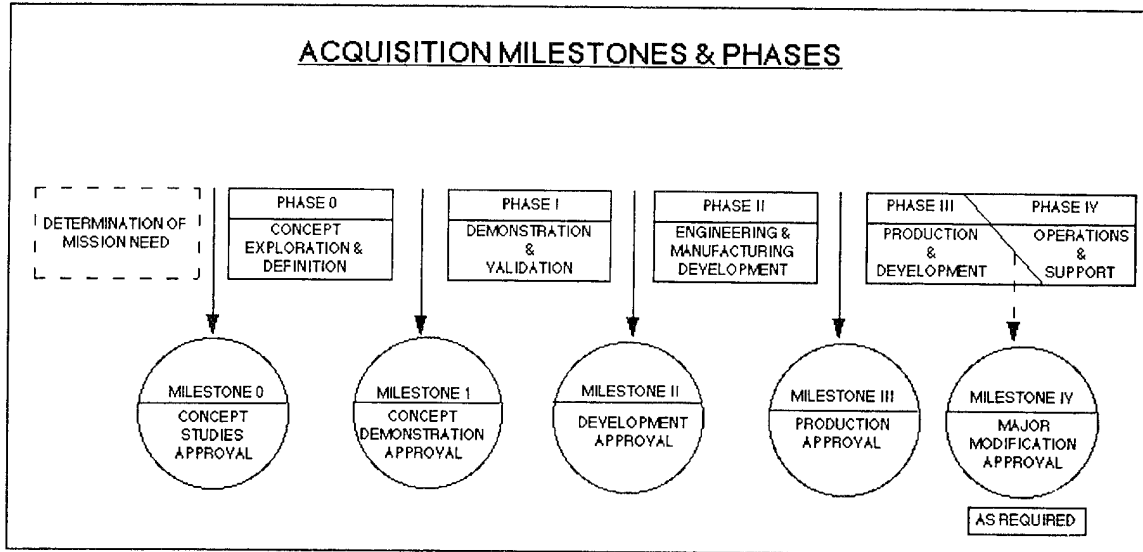 ACQUISITION MILESTONES & PHASES
DETERMINATION OF
MISSION NEED
PHASE 0
CONCEPT
EXPLORATION &
DEFINITION
PHASE I
DEMONSTRATION
&
VALIDATION
PHASE II
ENGINEERING &
MANUFACTURING
DEVELOPMENT
PHASE III
PRODUCTION
&
DEVELOPMENT
PHASE IV
OPERATIONS
&
SUPPORT
MILESTONE 0
CONCEPT
STUDIES
APPROVAL
MILESTONE 1
CONCEPT
DEMONSTRATION
APPROVAL
MILESTONE II
DEVELOPMENT
APPROVAL
MILESTONE III
PRODUCTION
APPROVAL
MILESTONE IV
MAJOR
MODIFICATION
APPROVAL
AS REQUIRED